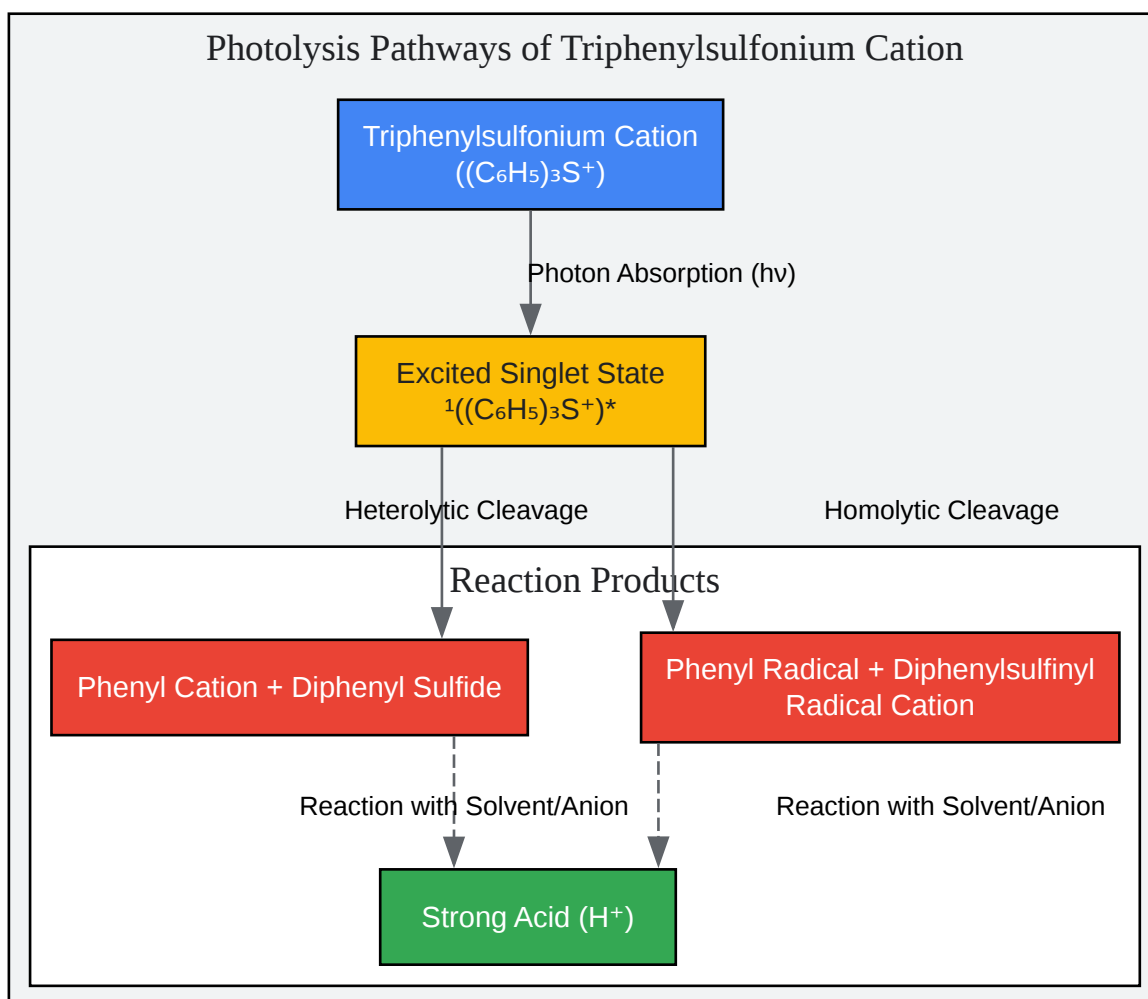 Photolysis Pathways of Triphenylsulfonium Cation
Triphenylsulfonium Cation
((C₆H₅)₃S⁺)
Photon Absorption (hν)
Excited Singlet State
¹((C₆H₅)₃S⁺)*
Heterolytic Cleavage
Homolytic Cleavage
Reaction Products
Phenyl Cation + Diphenyl Sulfide
Phenyl Radical + Diphenylsulfinyl
Radical Cation
Reaction with Solvent/Anion
Reaction with Solvent/Anion
Strong Acid (H⁺)